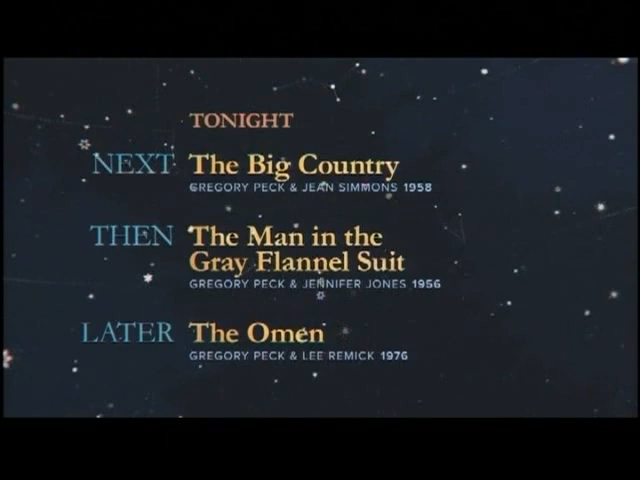 TONIGHT
NEXT The Big Country
GREGORY PECK & JEAN SIMMONS 1958
THEN The Man in the
Gray Flannel Suit
GREGORY PECK & JENNIFER JONES 1956
LATER The Omen
GREGORY PECK & LEE REMICK 1976